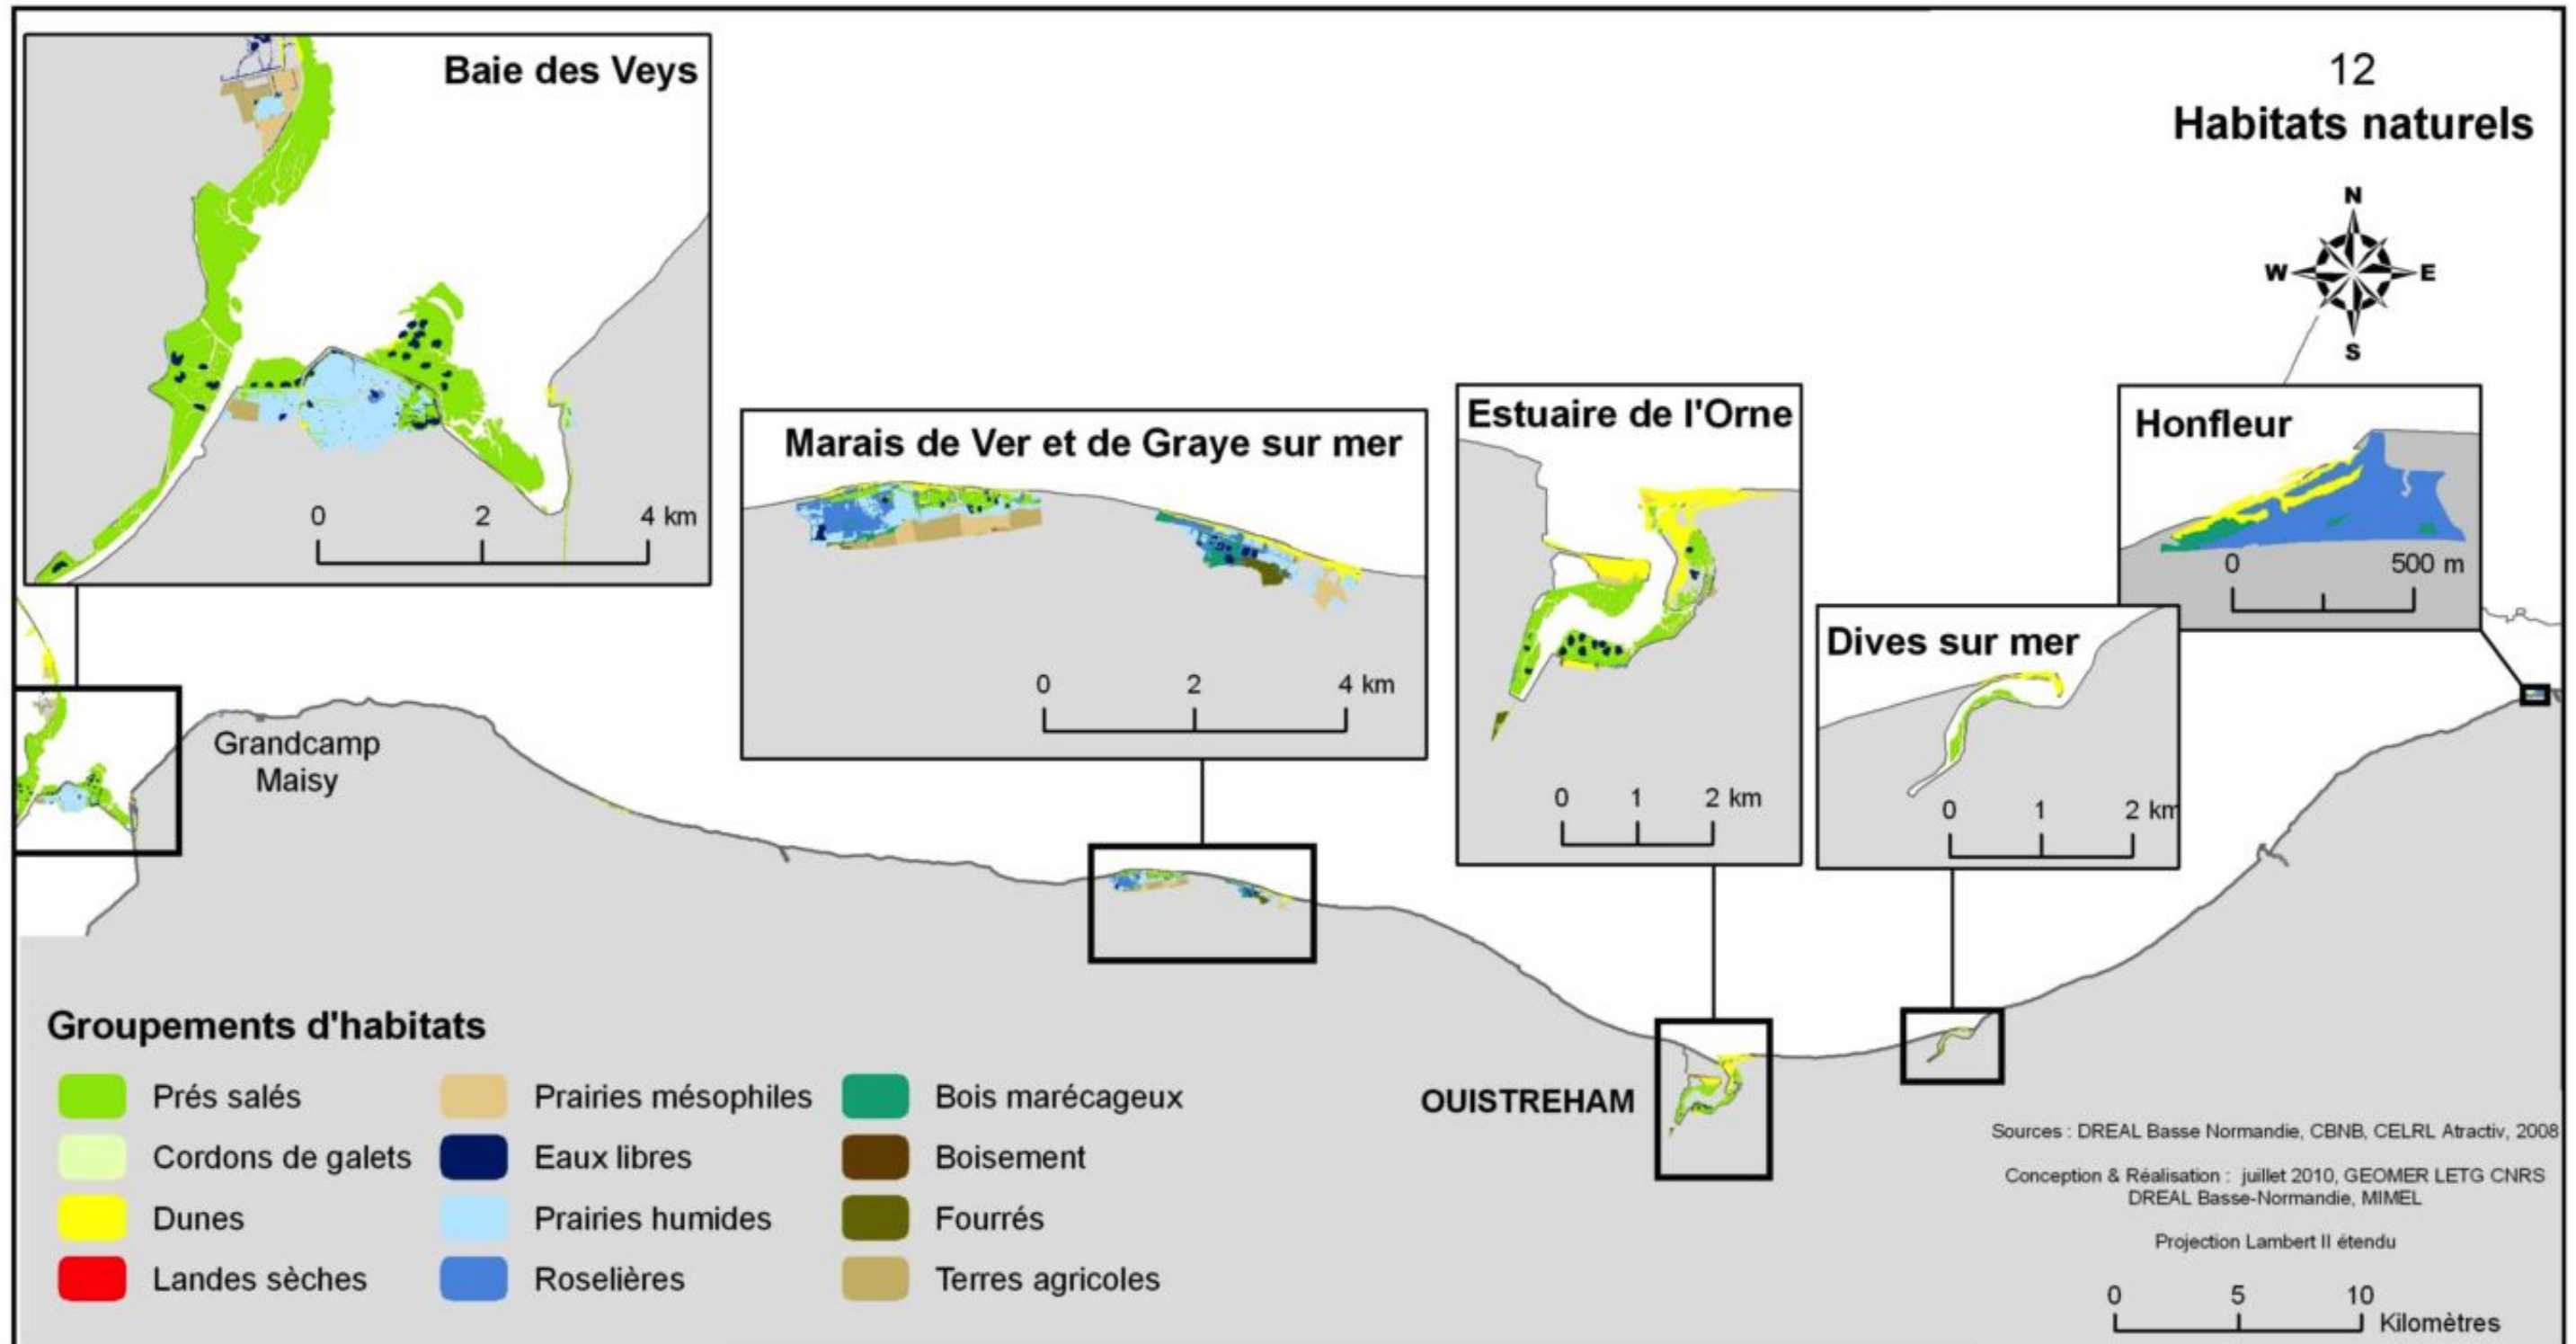 12
Habitats naturels
N
W
E
S
Baie des Veys
0 2 4 km
Marais de Ver et de Graye sur mer
0 2 4 km
Estuaire de l'Orne
0 1 2 km
Honfleur
0 500 m
Dives sur mer
0 1 2 km
Grandcamp
Maisy
OUISTREHAM
Groupements d'habitats
Prés salés
Cordons de galets
Dunes
Landes sèches
Prairies mésophiles
Eaux libres
Prairies humides
Roselières
Bois marécageux
Boisement
Fourrés
Terres agricoles
Sources : DREAL Basse Normandie, CBNB, CELRL Atractiv, 2008
Conception & Réalisation : juillet 2010, GEOMER LETG CNRS
DREAL Basse-Normandie, MIMEL
Projection Lambert II étendu
0 5 10
Kilomètres